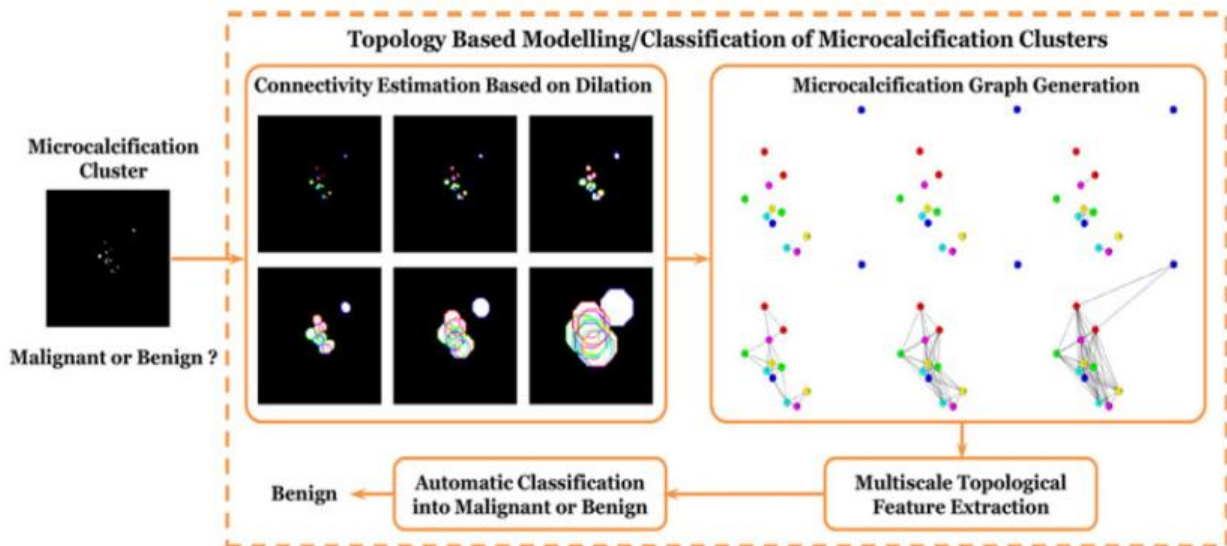 Topology Based Modelling/Classification of Microcalcification Clusters
Connectivity Estimation Based on Dilation
Microcalcification Graph Generation
Microcalcification
Cluster
Malignant or Benign ?
Multiscale Topological
Feature Extraction
Automatic Classification
into Malignant or Benign
Benign